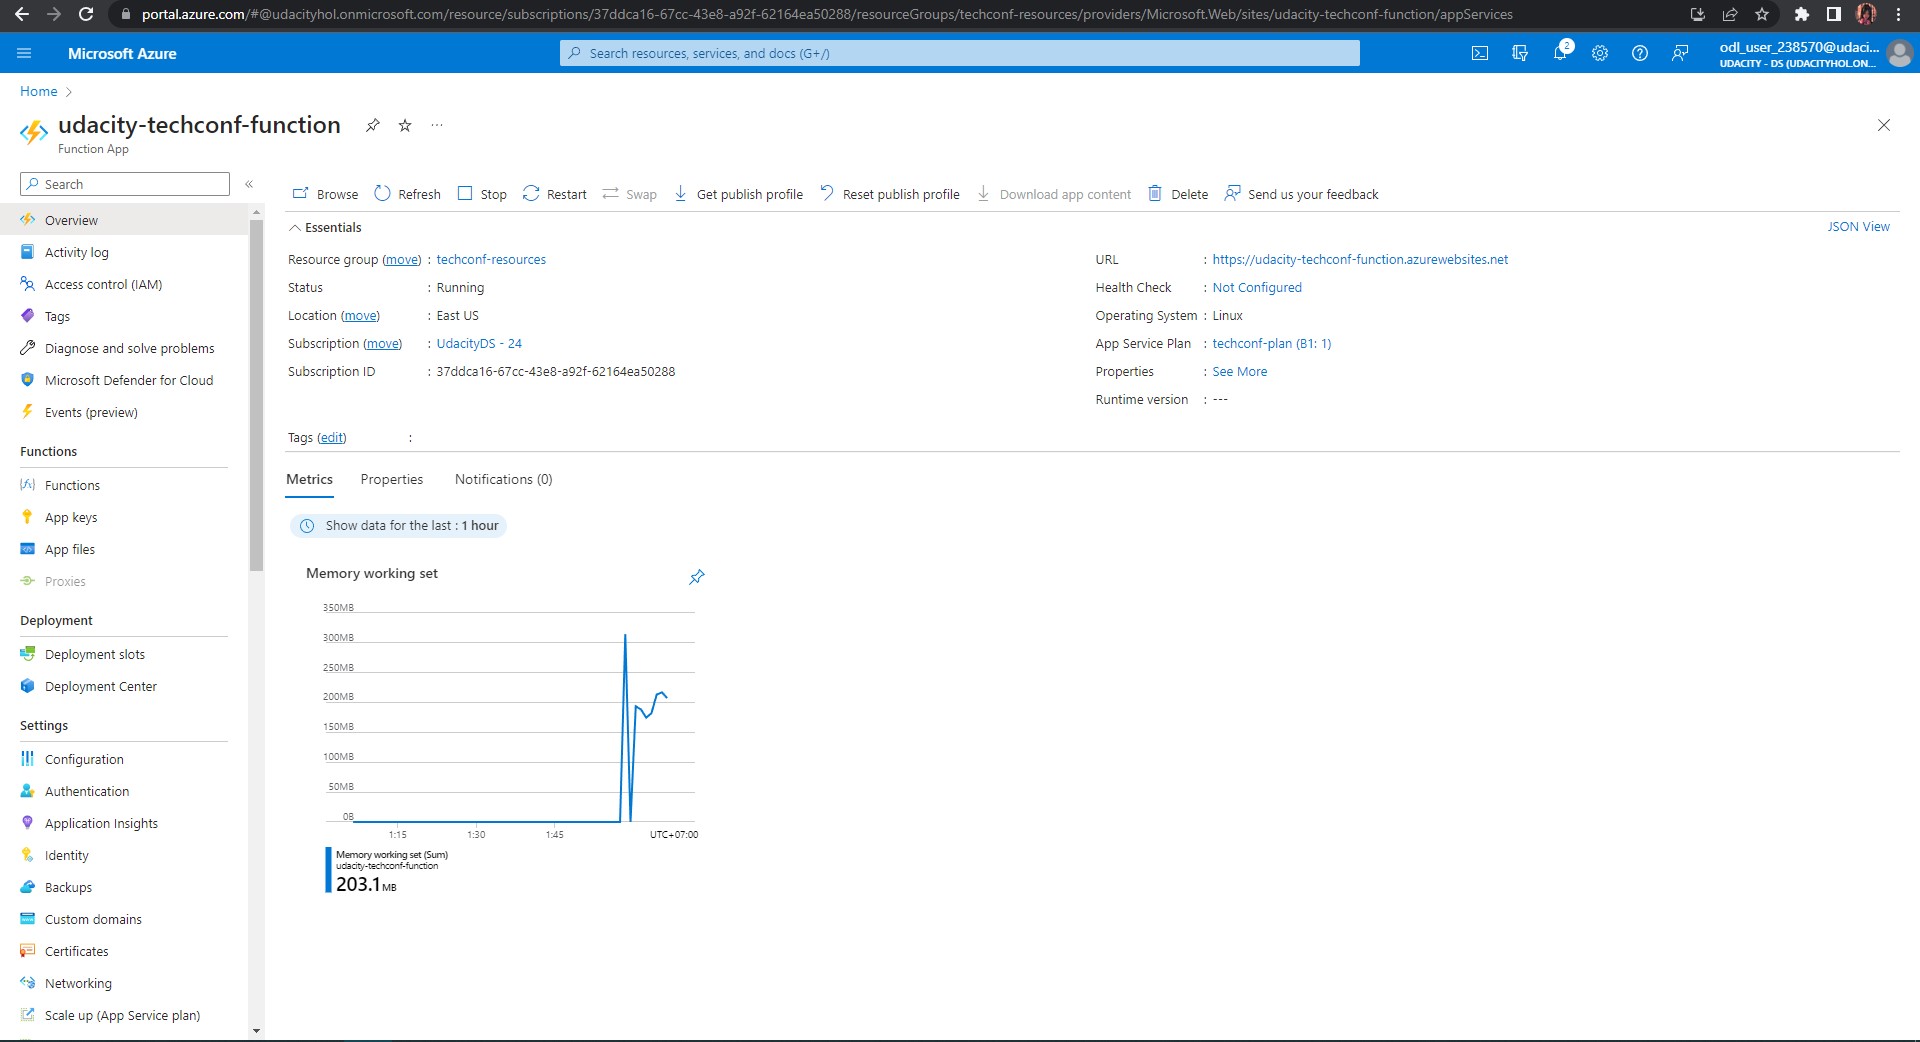 portal.azure.com/#@udacityhol.onmicrosoft.com/resource/subscriptions/37ddca16-67cc-43e8-a92f-62164ea50288/resourceGroups/techconf-resources/providers/Microsoft.Web/sites/udacity-techconf-function/appServices
Microsoft Azure
Search resources, services, and docs (G+/)
2
odl_user_238570@udaci...
UDACITY - DS (UDACITYHOL.ON...
Home
udacity-techconf-function
...
Function App
Search
«
Overview
Activity log
Access control (IAM)
Tags
Diagnose and solve problems
Microsoft Defender for Cloud
Events (preview)
Functions
Functions
App keys
App files
Proxies
Deployment
Deployment slots
Deployment Center
Settings
Configuration
Authentication
Application Insights
Identity
Backups
Custom domains
Certificates
Networking
Scale up (App Service plan)
Browse Refresh Stop Restart Swap Get publish profile Reset publish profile Download app content Delete Send us your feedback
Essentials
JSON View
Resource group (move) : techconf-resources
Status : Running
Location (move) : East US
Subscription (move) : UdacityDS - 24
Subscription ID : 37ddca16-67cc-43e8-a92f-62164ea50288
URL : https://udacity-techconf-function.azurewebsites.net
Health Check : Not Configured
Operating System : Linux
App Service Plan : techconf-plan (B1: 1)
Properties : See More
Runtime version : ---
Tags (edit) :
Metrics Properties Notifications (0)
Show data for the last : 1 hour
Memory working set
350MB
300MB
250MB
200MB
150MB
100MB
50MB
0B
1:15 1:30 1:45 UTC+07:00
Memory working set (Sum)
udacity-techconf-function
203.1 MB